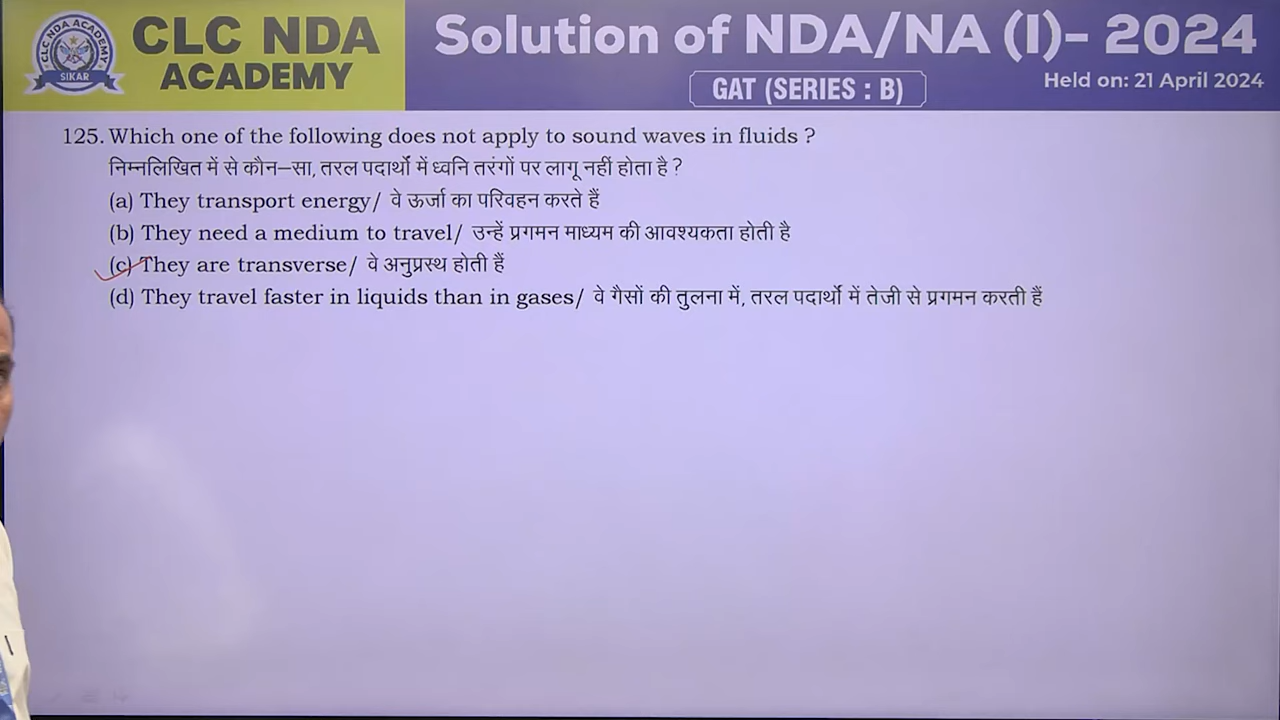 CLC NDA ACADEMY
SIKAR
CLC NDA
ACADEMY
Solution of NDA/NA (I)- 2024
GAT (SERIES : B)
Held on: 21 April 2024
125. Which one of the following does not apply to sound waves in fluids ?
निम्नलिखित में से कौन–सा, तरल पदार्थों में ध्वनि तरंगों पर लागू नहीं होता है ?
(a) They transport energy/ वे ऊर्जा का परिवहन करते हैं
(b) They need a medium to travel/ उन्हें प्रगमन माध्यम की आवश्यकता होती है
(c) They are transverse/ वे अनुप्रस्थ होती हैं
(d) They travel faster in liquids than in gases/ वे गैसों की तुलना में, तरल पदार्थों में तेजी से प्रगमन करती हैं